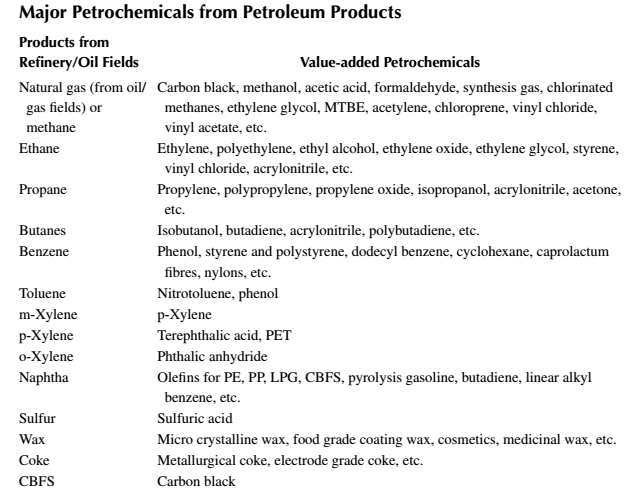 Major Petrochemicals from Petroleum Products
Products from
Refinery/Oil Fields Value-added Petrochemicals
Natural gas (from oil/ Carbon black, methanol, acetic acid, formaldehyde, synthesis gas, chlorinated
gas fields) or methanes, ethylene glycol, MTBE, acetylene, chloroprene, vinyl chloride,
methane vinyl acetate, etc.
Ethane Ethylene, polyethylene, ethyl alcohol, ethylene oxide, ethylene glycol, styrene,
vinyl chloride, acrylonitrile, etc.
Propane Propylene, polypropylene, propylene oxide, isopropanol, acrylonitrile, acetone,
etc.
Butanes Isobutanol, butadiene, acrylonitrile, polybutadiene, etc.
Benzene Phenol, styrene and polystyrene, dodecyl benzene, cyclohexane, caprolactum
fibres, nylons, etc.
Toluene Nitrotoluene, phenol
m-Xylene p-Xylene
p-Xylene Terephthalic acid, PET
o-Xylene Phthalic anhydride
Naphtha Olefins for PE, PP, LPG, CBFS, pyrolysis gasoline, butadiene, linear alkyl
benzene, etc.
Sulfur Sulfuric acid
Wax Micro crystalline wax, food grade coating wax, cosmetics, medicinal wax, etc.
Coke Metallurgical coke, electrode grade coke, etc.
CBFS Carbon black